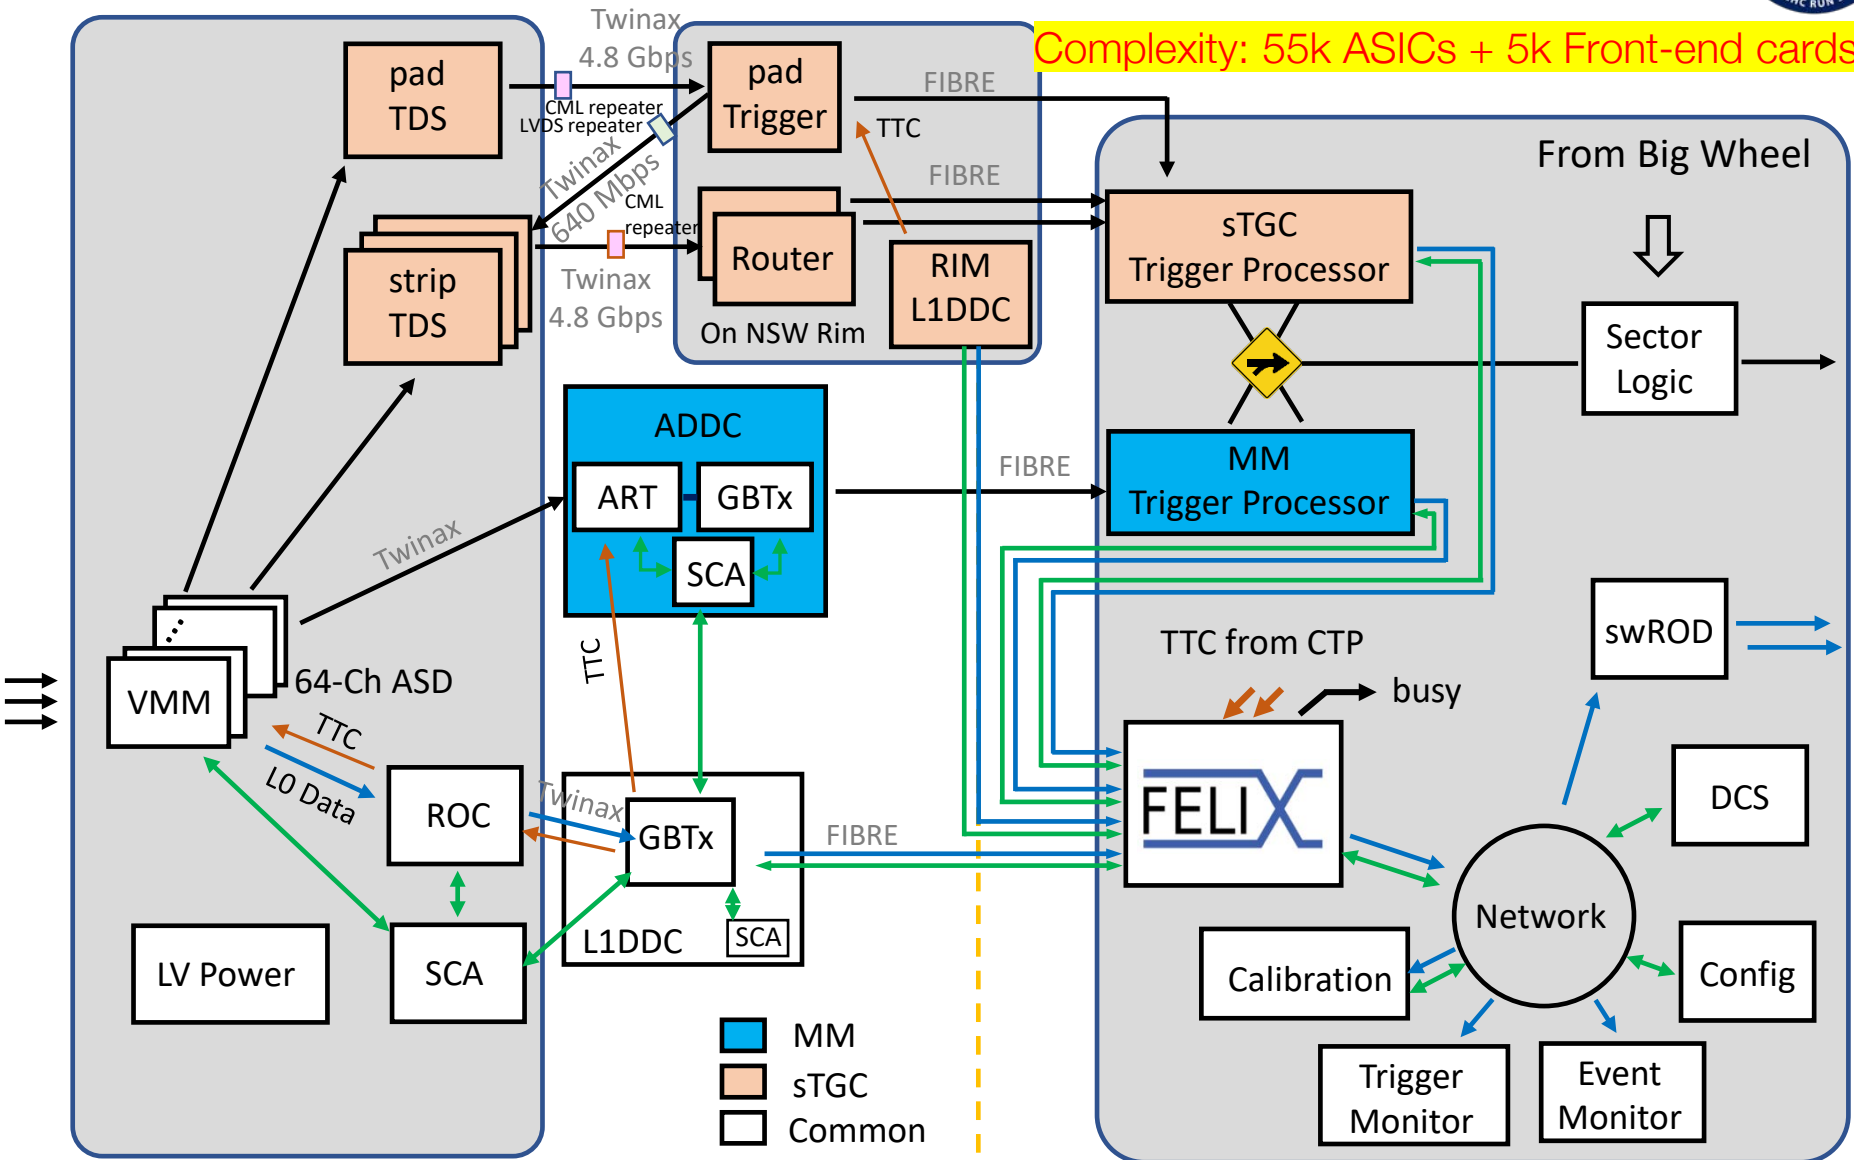 HC RUN
Complexity: 55k ASICs + 5k Front-end cards
Twinax
4.8 Gbps
pad
TDS
CML repeater
LVDS repeater
pad
Trigger
FIBRE
TTC
Twinax
640 Mbps
FIBRE
From Big Wheel
strip
TDS
CML
repeater
Twinax
4.8 Gbps
Router
On NSW Rim
RIM
L1DDC
sTGC
Trigger Processor
Sector
Logic
ADDC
ART
GBTx
SCA
FIBRE
MM
Trigger Processor
Twinax
TTC
VMM
64-Ch ASD
TTC
L0 Data
ROC
Twinax
GBTx
SCA
L1DDC
FIBRE
LV Power
SCA
TTC from CTP
busy
FELIX
swROD
DCS
Network
Calibration
Config
Trigger
Monitor
Event
Monitor
MM
sTGC
Common